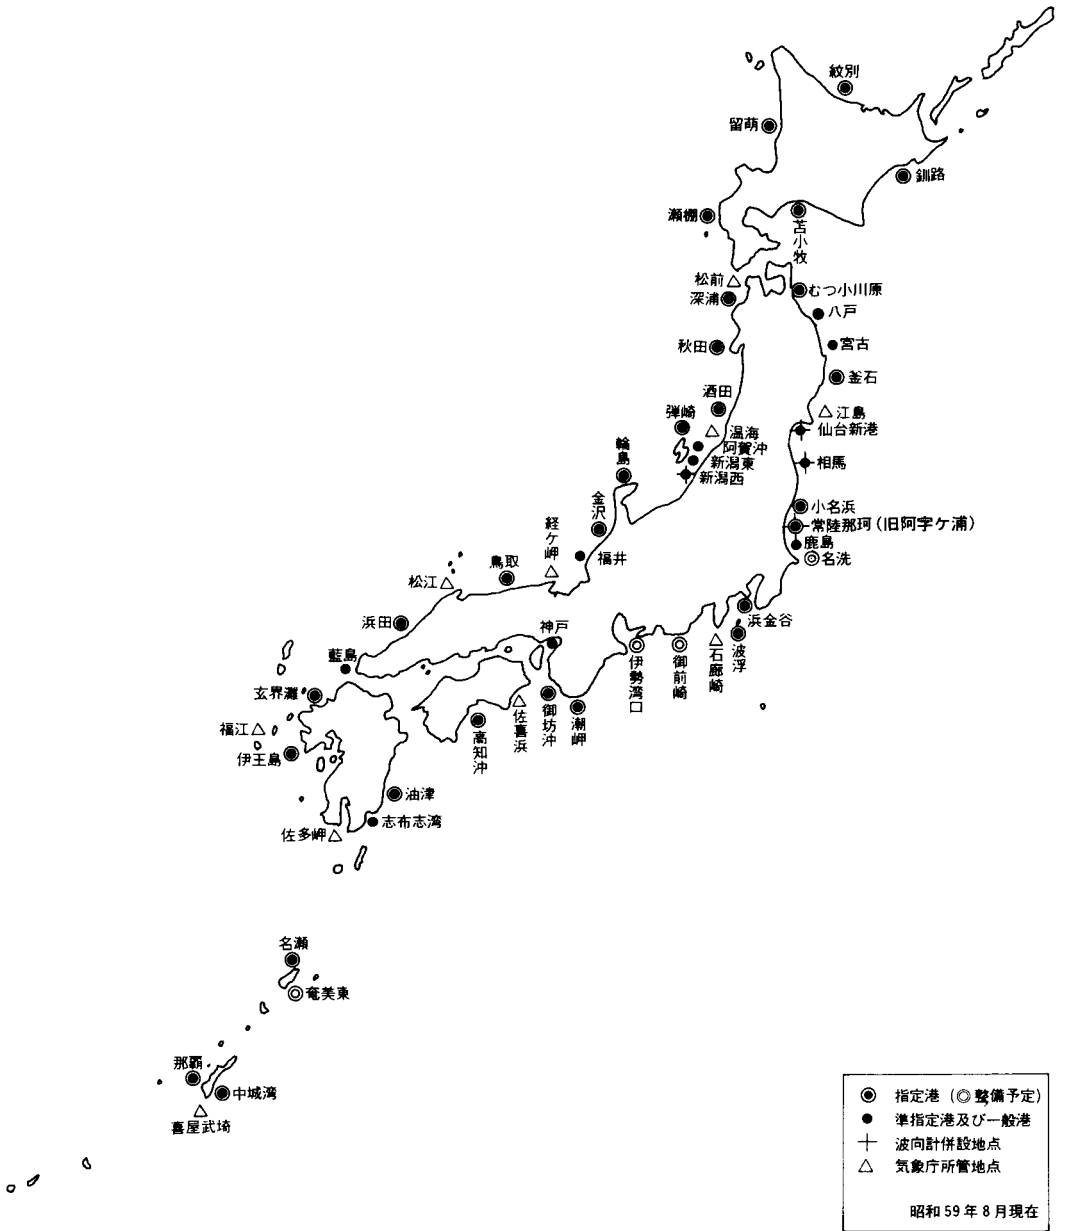 紋別
留萌
釧路
瀬棚
苫小牧
松前
深浦
むつ小川原
八戸
秋田
宮古
釜石
酒田
弾崎
江島
温海
仙台新港
阿賀沖
輪島
新潟東
相馬
新潟西
金沢
小名浜
常陸那珂(旧阿字ケ浦)
経ケ岬
福井
鹿島
名洗
鳥取
松江
浜田
神戸
浜金谷
藍島
伊勢湾口
御前崎
石廊崎
波浮
玄界灘
佐喜浜
御坊沖
潮岬
福江
高知沖
伊王島
油津
志布志湾
佐多岬
名瀬
奄美東
那覇
中城湾
喜屋武埼
指定港 (◎整備予定)
準指定港及び一般港
波向計併設地点
気象庁所管地点
昭和59年8月現在